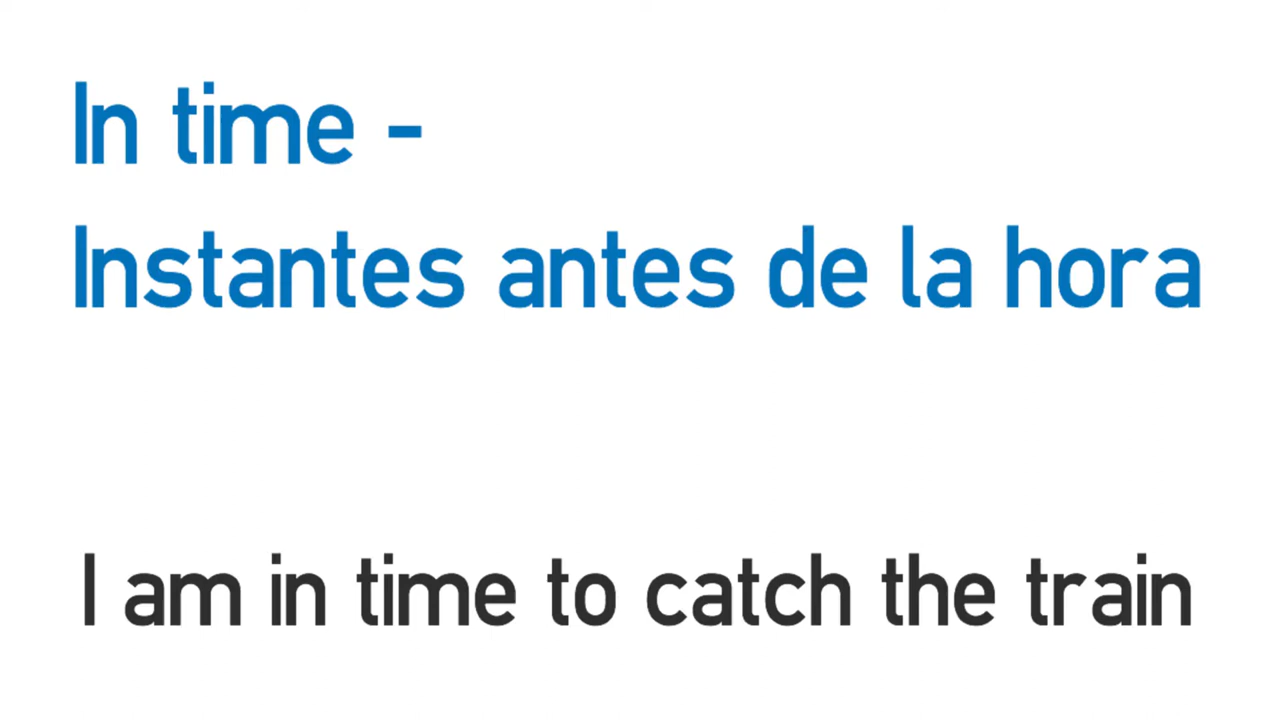 In time -
Instantes antes de la hora
I am in time to catch the train